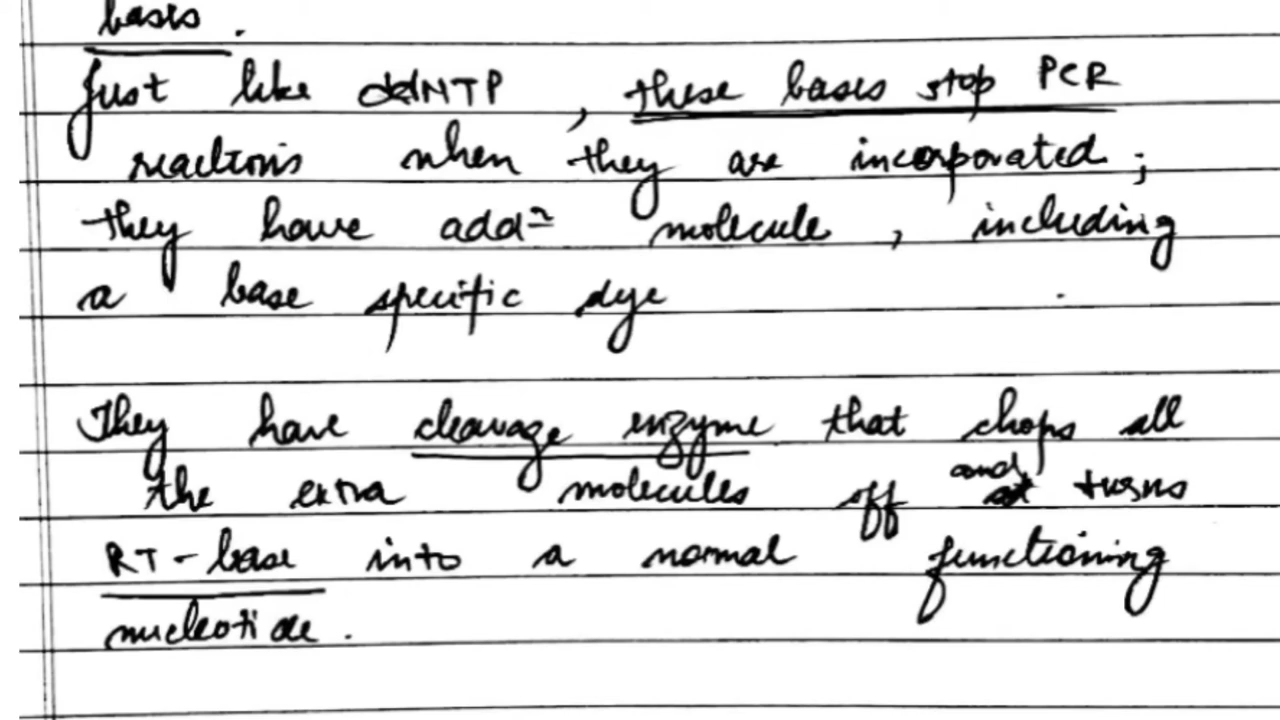 bases.
Just like ddNTP, these bases stop PCR
reactions when they are incorporated;
they have addn molecule, including
a base specific dye
They have cleavage enzyme that chops all
the extra molecules off and turns
RT-base into a normal functioning
nucleotide.